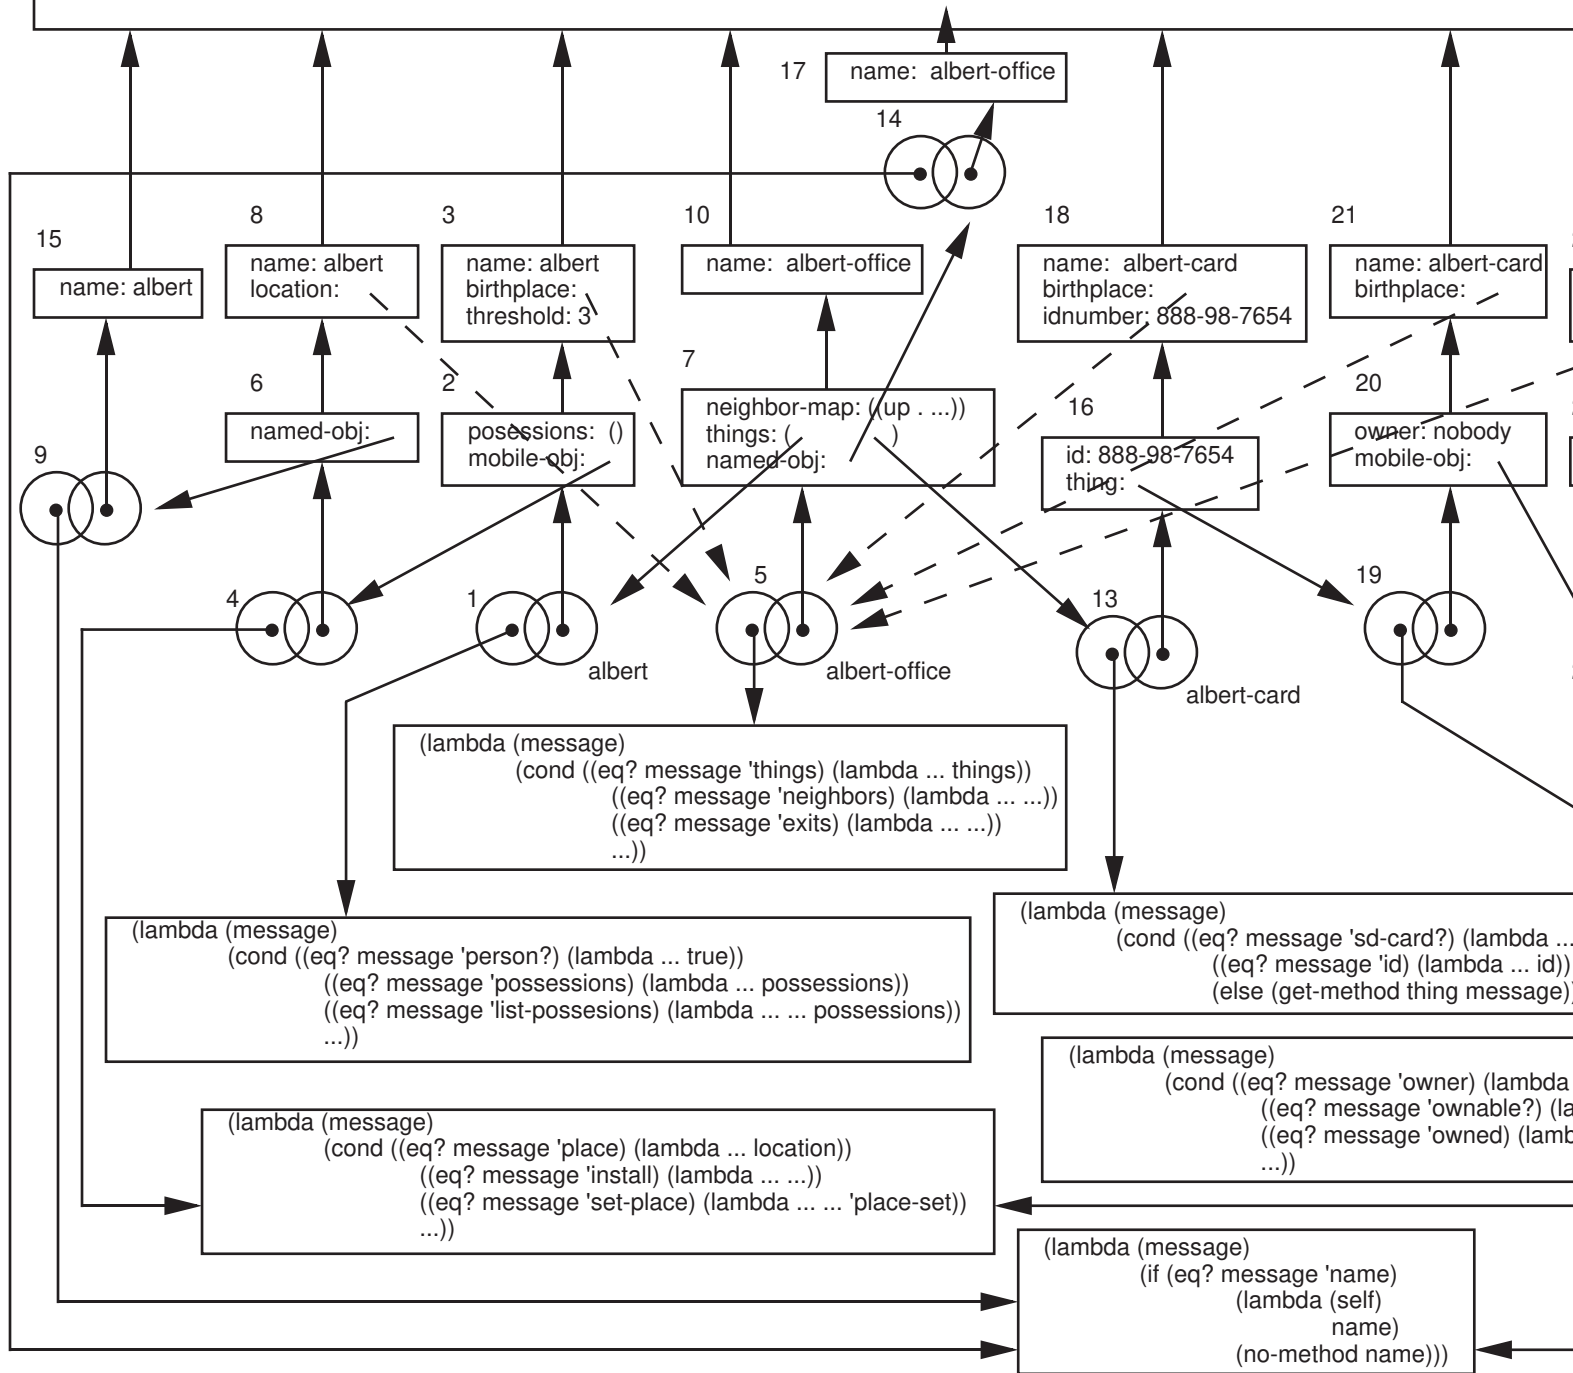 17
name: albert-office
14
8
3
10
18
21
15
name: albert
name: albert
location:
name: albert
birthplace:
threshold: 3
name: albert-office
name: albert-card
birthplace:
idnumber: 888-98-7654
name: albert-card
birthplace:
7
6
2
20
neighbor-map: ((up . ...))
things: ( )
named-obj:
16
named-obj:
posessions: ()
mobile-obj:
id: 888-98-7654
thing:
owner: nobody
mobile-obj:
9
4
1
5
13
19
albert
albert-office
albert-card
(lambda (message)
(cond ((eq? message 'things) (lambda ... things))
((eq? message 'neighbors) (lambda ... ...))
((eq? message 'exits) (lambda ... ...))
...))
(lambda (message)
(cond ((eq? message 'person?) (lambda ... true))
((eq? message 'possessions) (lambda ... possessions))
((eq? message 'list-possesions) (lambda ... ... possessions))
...))
(lambda (message)
(cond ((eq? message 'sd-card?) (lambda ...
((eq? message 'id) (lambda ... id))
(else (get-method thing message))
(lambda (message)
(cond ((eq? message 'owner) (lambda
((eq? message 'ownable?) (la
((eq? message 'owned) (lamb
...))
(lambda (message)
(cond ((eq? message 'place) (lambda ... location))
((eq? message 'install) (lambda ... ...))
((eq? message 'set-place) (lambda ... ... 'place-set))
...))
(lambda (message)
(if (eq? message 'name)
(lambda (self)
name)
(no-method name)))